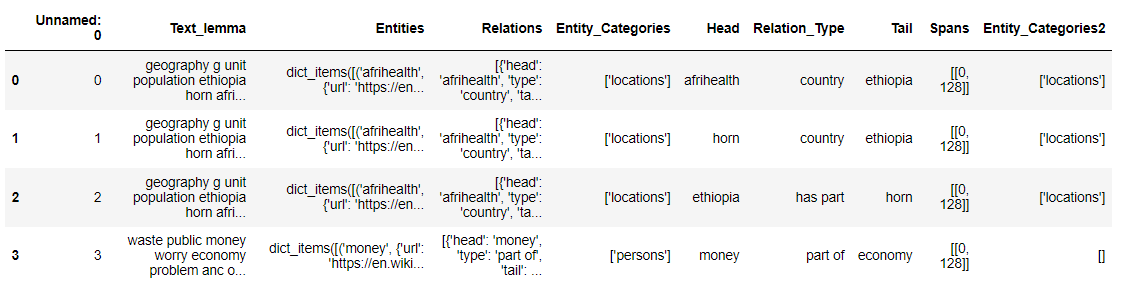 Unnamed: 0 Text_lemma Entities Relations Entity_Categories Head Relation_Type Tail Spans Entity_Categories2
0 0 geography g unit population ethiopia horn afri... dict_items([('afrihealth', {'url': 'https://en... [{'head': 'afrihealth', 'type': 'country', 'ta... ['locations'] afrihealth country ethiopia [[0, 128]] ['locations']
1 1 geography g unit population ethiopia horn afri... dict_items([('afrihealth', {'url': 'https://en... [{'head': 'afrihealth', 'type': 'country', 'ta... ['locations'] horn country ethiopia [[0, 128]] ['locations']
2 2 geography g unit population ethiopia horn afri... dict_items([('afrihealth', {'url': 'https://en... [{'head': 'afrihealth', 'type': 'country', 'ta... ['locations'] ethiopia has part horn [[0, 128]] ['locations']
3 3 waste public money worry economy problem anc o... dict_items([('money', {'url': 'https://en.wiki... [{'head': 'money', 'type': 'part of', 'tail': ... ['persons'] money part of economy [[0, 128]] []